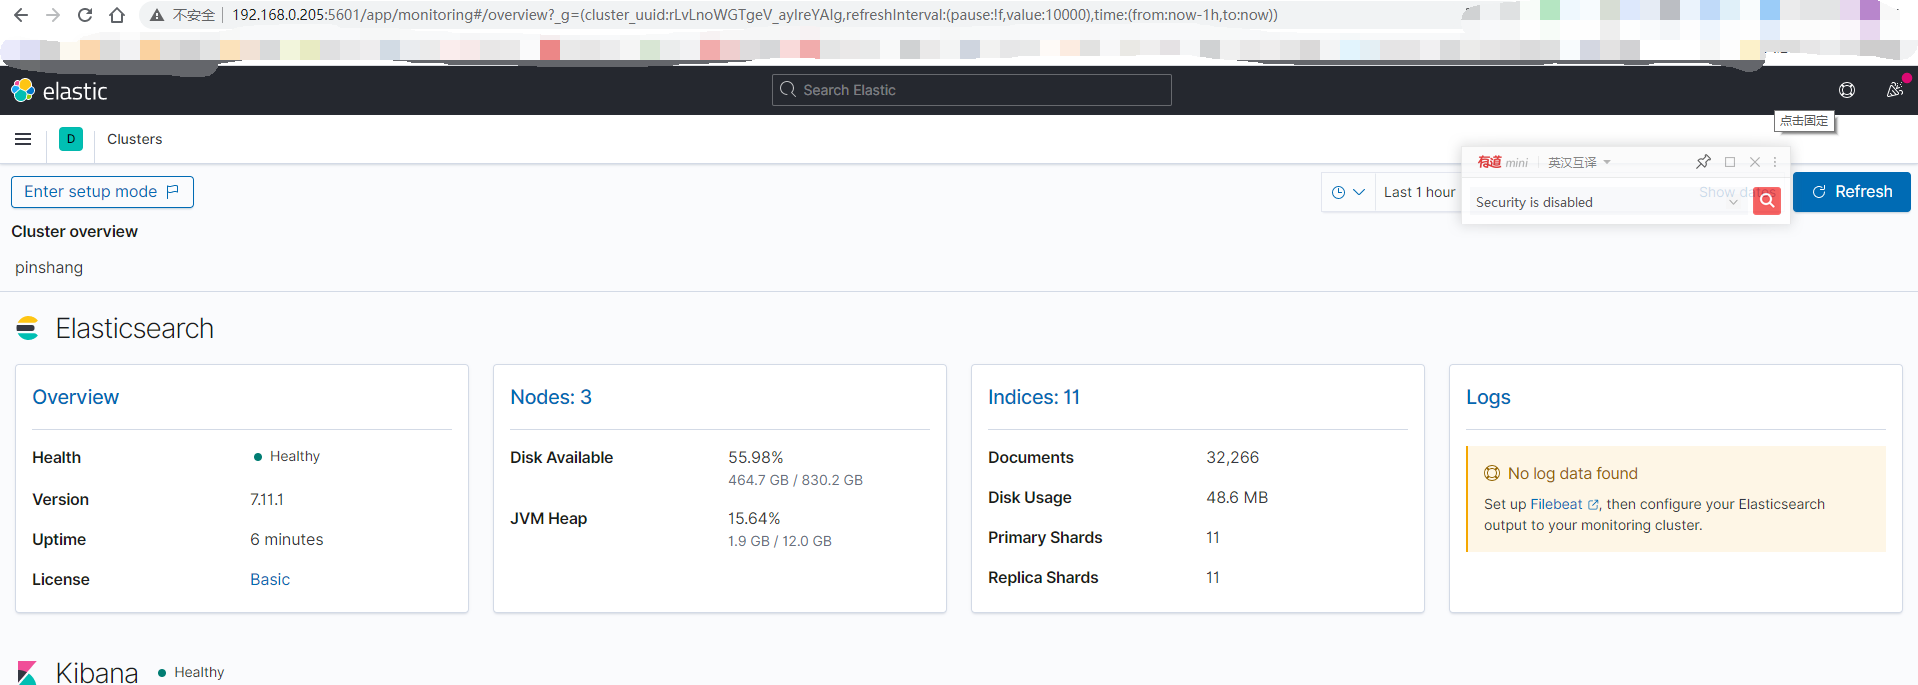 不安全 192.168.0.205:5601/app/monitoring#/overview?_g=(cluster_uuid:rLvLnoWGTgeV_aylreYAlg,refreshInterval:(pause:!f,value:10000),time:(from:now-1h,to:now))
elastic
Search Elastic
点击固定
D
Clusters
有道 mini
英汉互译
Enter setup mode
Last 1 hour
Show dates
Security is disabled
Refresh
Cluster overview
pinshang
Elasticsearch
Overview
Health
Healthy
Version
7.11.1
Uptime
6 minutes
License
Basic
Nodes: 3
Disk Available
55.98%
464.7 GB / 830.2 GB
JVM Heap
15.64%
1.9 GB / 12.0 GB
Indices: 11
Documents
32,266
Disk Usage
48.6 MB
Primary Shards
11
Replica Shards
11
Logs
No log data found
Set up Filebeat, then configure your Elasticsearch
output to your monitoring cluster.
Kibana
Healthy